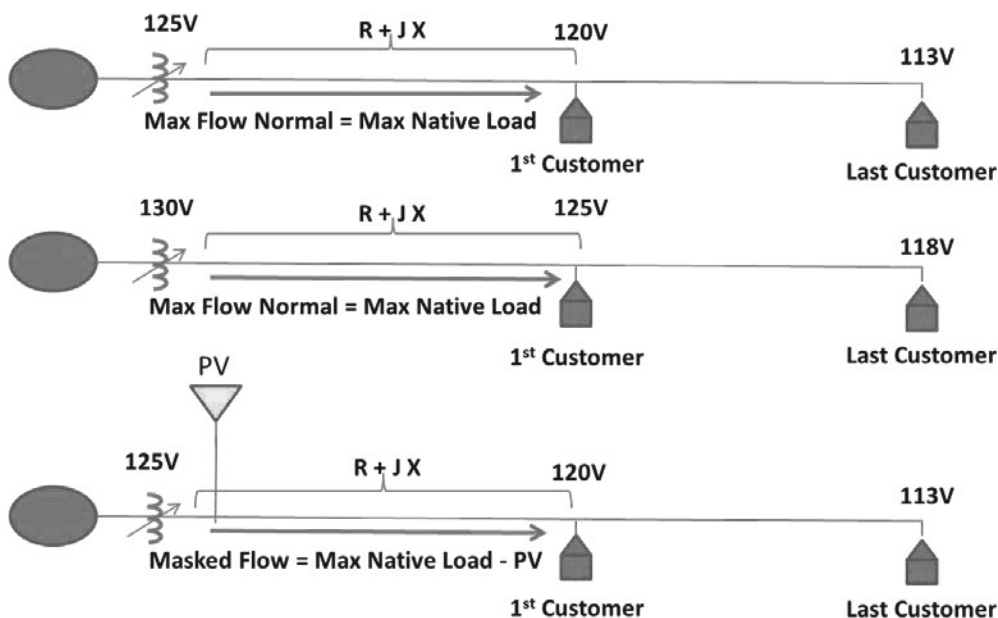 125V
R + J X
120V
113V
Max Flow Normal = Max Native Load
1st Customer
Last Customer
130V
R + J X
125V
118V
Max Flow Normal = Max Native Load
1st Customer
Last Customer
PV
125V
R + J X
120V
113V
Masked Flow = Max Native Load - PV
1st Customer
Last Customer